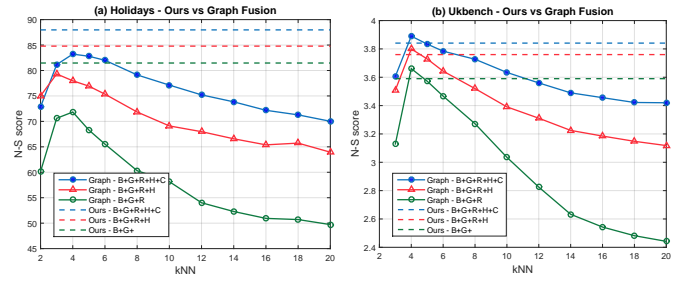 (a) Holidays - Ours vs Graph Fusion
90
85
80
75
70
65
60
55
50
45
N-S score
2 4 6 8 10 12 14 16 18 20
kNN
Graph - B+G+R+H+C
Graph - B+G+R+H
Graph - B+G+R
Ours - B+G+R+H+C
Ours - B+G+R+H
Ours - B+G+
(b) Ukbench - Ours vs Graph Fusion
4
3.8
3.6
3.4
3.2
3
2.8
2.6
2.4
N-S score
2 4 6 8 10 12 14 16 18 20
kNN
Graph - B+G+R+H+C
Graph - B+G+R+H
Graph - B+G+R
Ours - B+G+R+H+C
Ours - B+G+R+H
Ours - B+G+